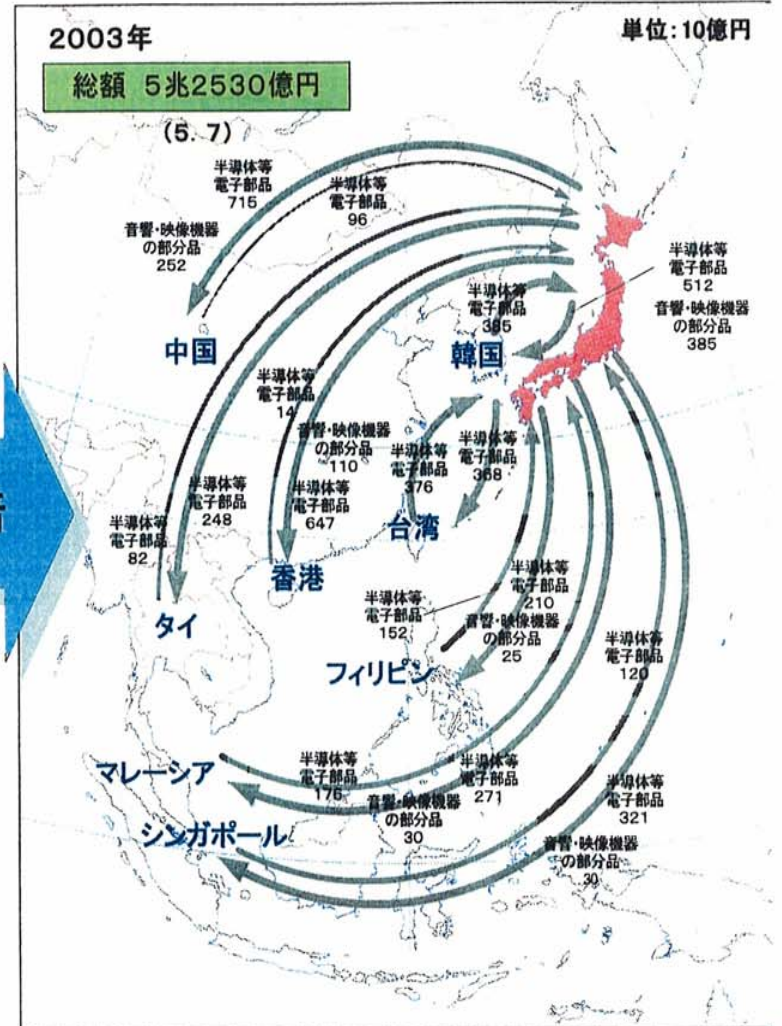 2003年
単位:10億円
総額 5兆2530億円
(5.7)
半導体等
電子部品
715
半導体等
電子部品
96
音響・映像機器
の部分品
252
半導体等
電子部品
512
音響・映像機器
の部分品
385
半導体等
電子部品
385
中国
韓国
半導体等
電子部品
14
音響・映像機器
の部分品
110
半導体等
電子部品
376
半導体等
電子部品
368
半導体等
電子部品
248
半導体等
電子部品
647
半導体等
電子部品
82
台湾
香港
タイ
半導体等
電子部品
152
半導体等
電子部品
210
音響・映像機器
の部分品
25
フィリピン
半導体等
電子部品
120
マレーシア
半導体等
電子部品
176
半導体等
電子部品
271
音響・映像機器
の部分品
30
シンガポール
半導体等
電子部品
321
音響・映像機器
の部分品
30